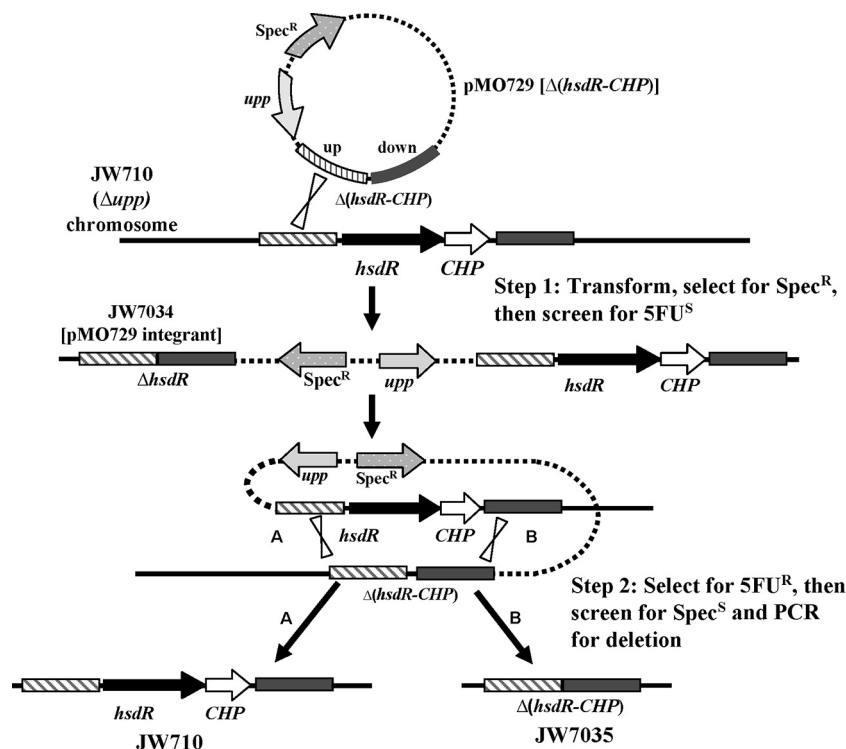 Spec^R
upp
pMO729 [Δ(hsdR-CHP)]
up down
Δ(hsdR-CHP)
JW710
(Δupp)
chromosome
hsdR CHP
Step 1: Transform, select for Spec^R,
then screen for 5FU^S
JW7034
[pMO729 integrant]
ΔhsdR Spec^R upp hsdR CHP
upp Spec^R
A hsdR CHP B
Δ(hsdR-CHP)
Step 2: Select for 5FU^R, then
screen for Spec^S and PCR
for deletion
A B
hsdR CHP
JW710
Δ(hsdR-CHP)
JW7035